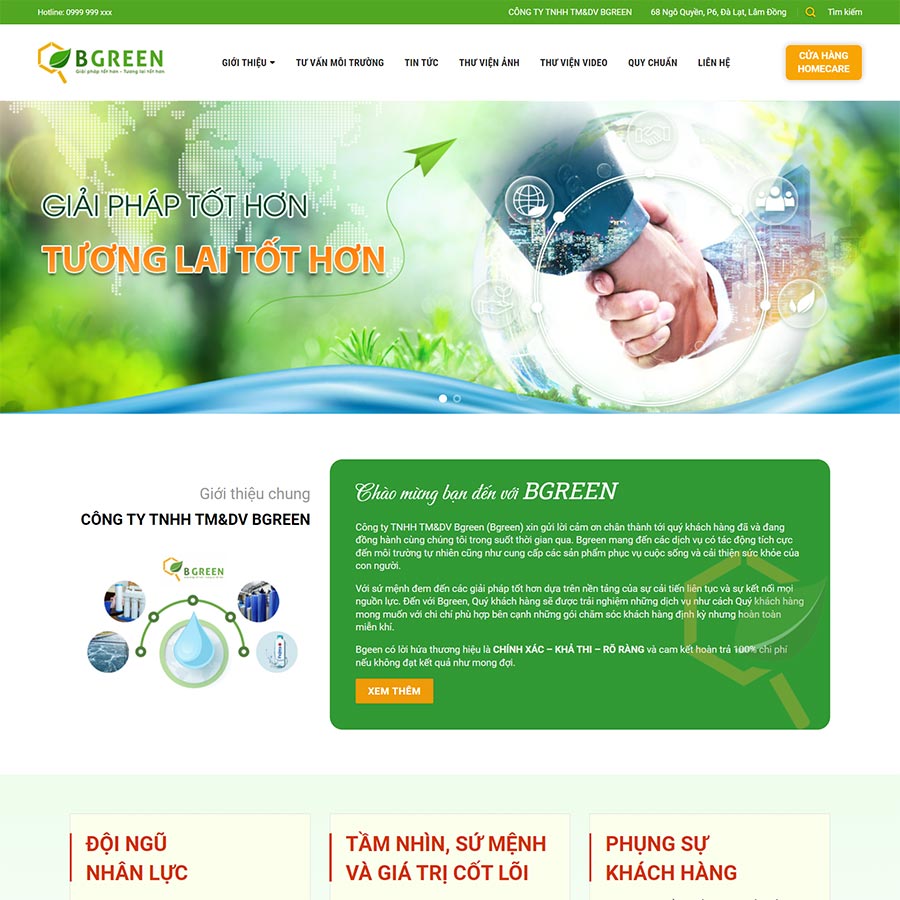 Hotline: 0999 999 xxx
CÔNG TY TNHH TM&DV BGREEN
68 Ngô Quyền, P6, Đà Lạt, Lâm Đồng
Tìm kiếm
BGREEN
Giải pháp tốt hơn - Tương lai tốt hơn
GIỚI THIỆU
TƯ VẤN MÔI TRƯỜNG
TIN TỨC
THƯ VIỆN ẢNH
THƯ VIỆN VIDEO
QUY CHUẨN
LIÊN HỆ
CỬA HÀNG
HOMECARE
GIẢI PHÁP TỐT HƠN
TƯƠNG LAI TỐT HƠN
Giới thiệu chung
CÔNG TY TNHH TM&DV BGREEN
BGREEN
Chào mừng bạn đến với BGREEN
Công ty TNHH TM&DV Bgreen (Bgreen) xin gửi lời cảm ơn chân thành tới quý khách hàng đã và đang
đồng hành cùng chúng tôi trong suốt thời gian qua. Bgreen mang đến các dịch vụ có tác động tích cực
đến môi trường tự nhiên cũng như cung cấp các sản phẩm phục vụ cuộc sống và cải thiện sức khỏe của
con người.
Với sứ mệnh đem đến các giải pháp tốt hơn dựa trên nền tảng của sự cải tiến liên tục và sự kết nối mọi
nguồn lực. Đến với Bgreen, Quý khách hàng sẽ được trải nghiệm những dịch vụ như cách Quý khách hàng
mong muốn với chi chí phù hợp bên cạnh những gói chăm sóc khách hàng định kỳ nhưng hoàn toàn
miễn khí.
Bgeen có lời hứa thương hiệu là CHÍNH XÁC – KHẢ THI – RÕ RÀNG và cam kết hoàn trả 100% chi phí
nếu không đạt kết quả như mong đợi.
XEM THÊM
ĐỘI NGŨ
NHÂN LỰC
TẦM NHÌN, SỨ MỆNH
VÀ GIÁ TRỊ CỐT LÕI
PHỤNG SỰ
KHÁCH HÀNG